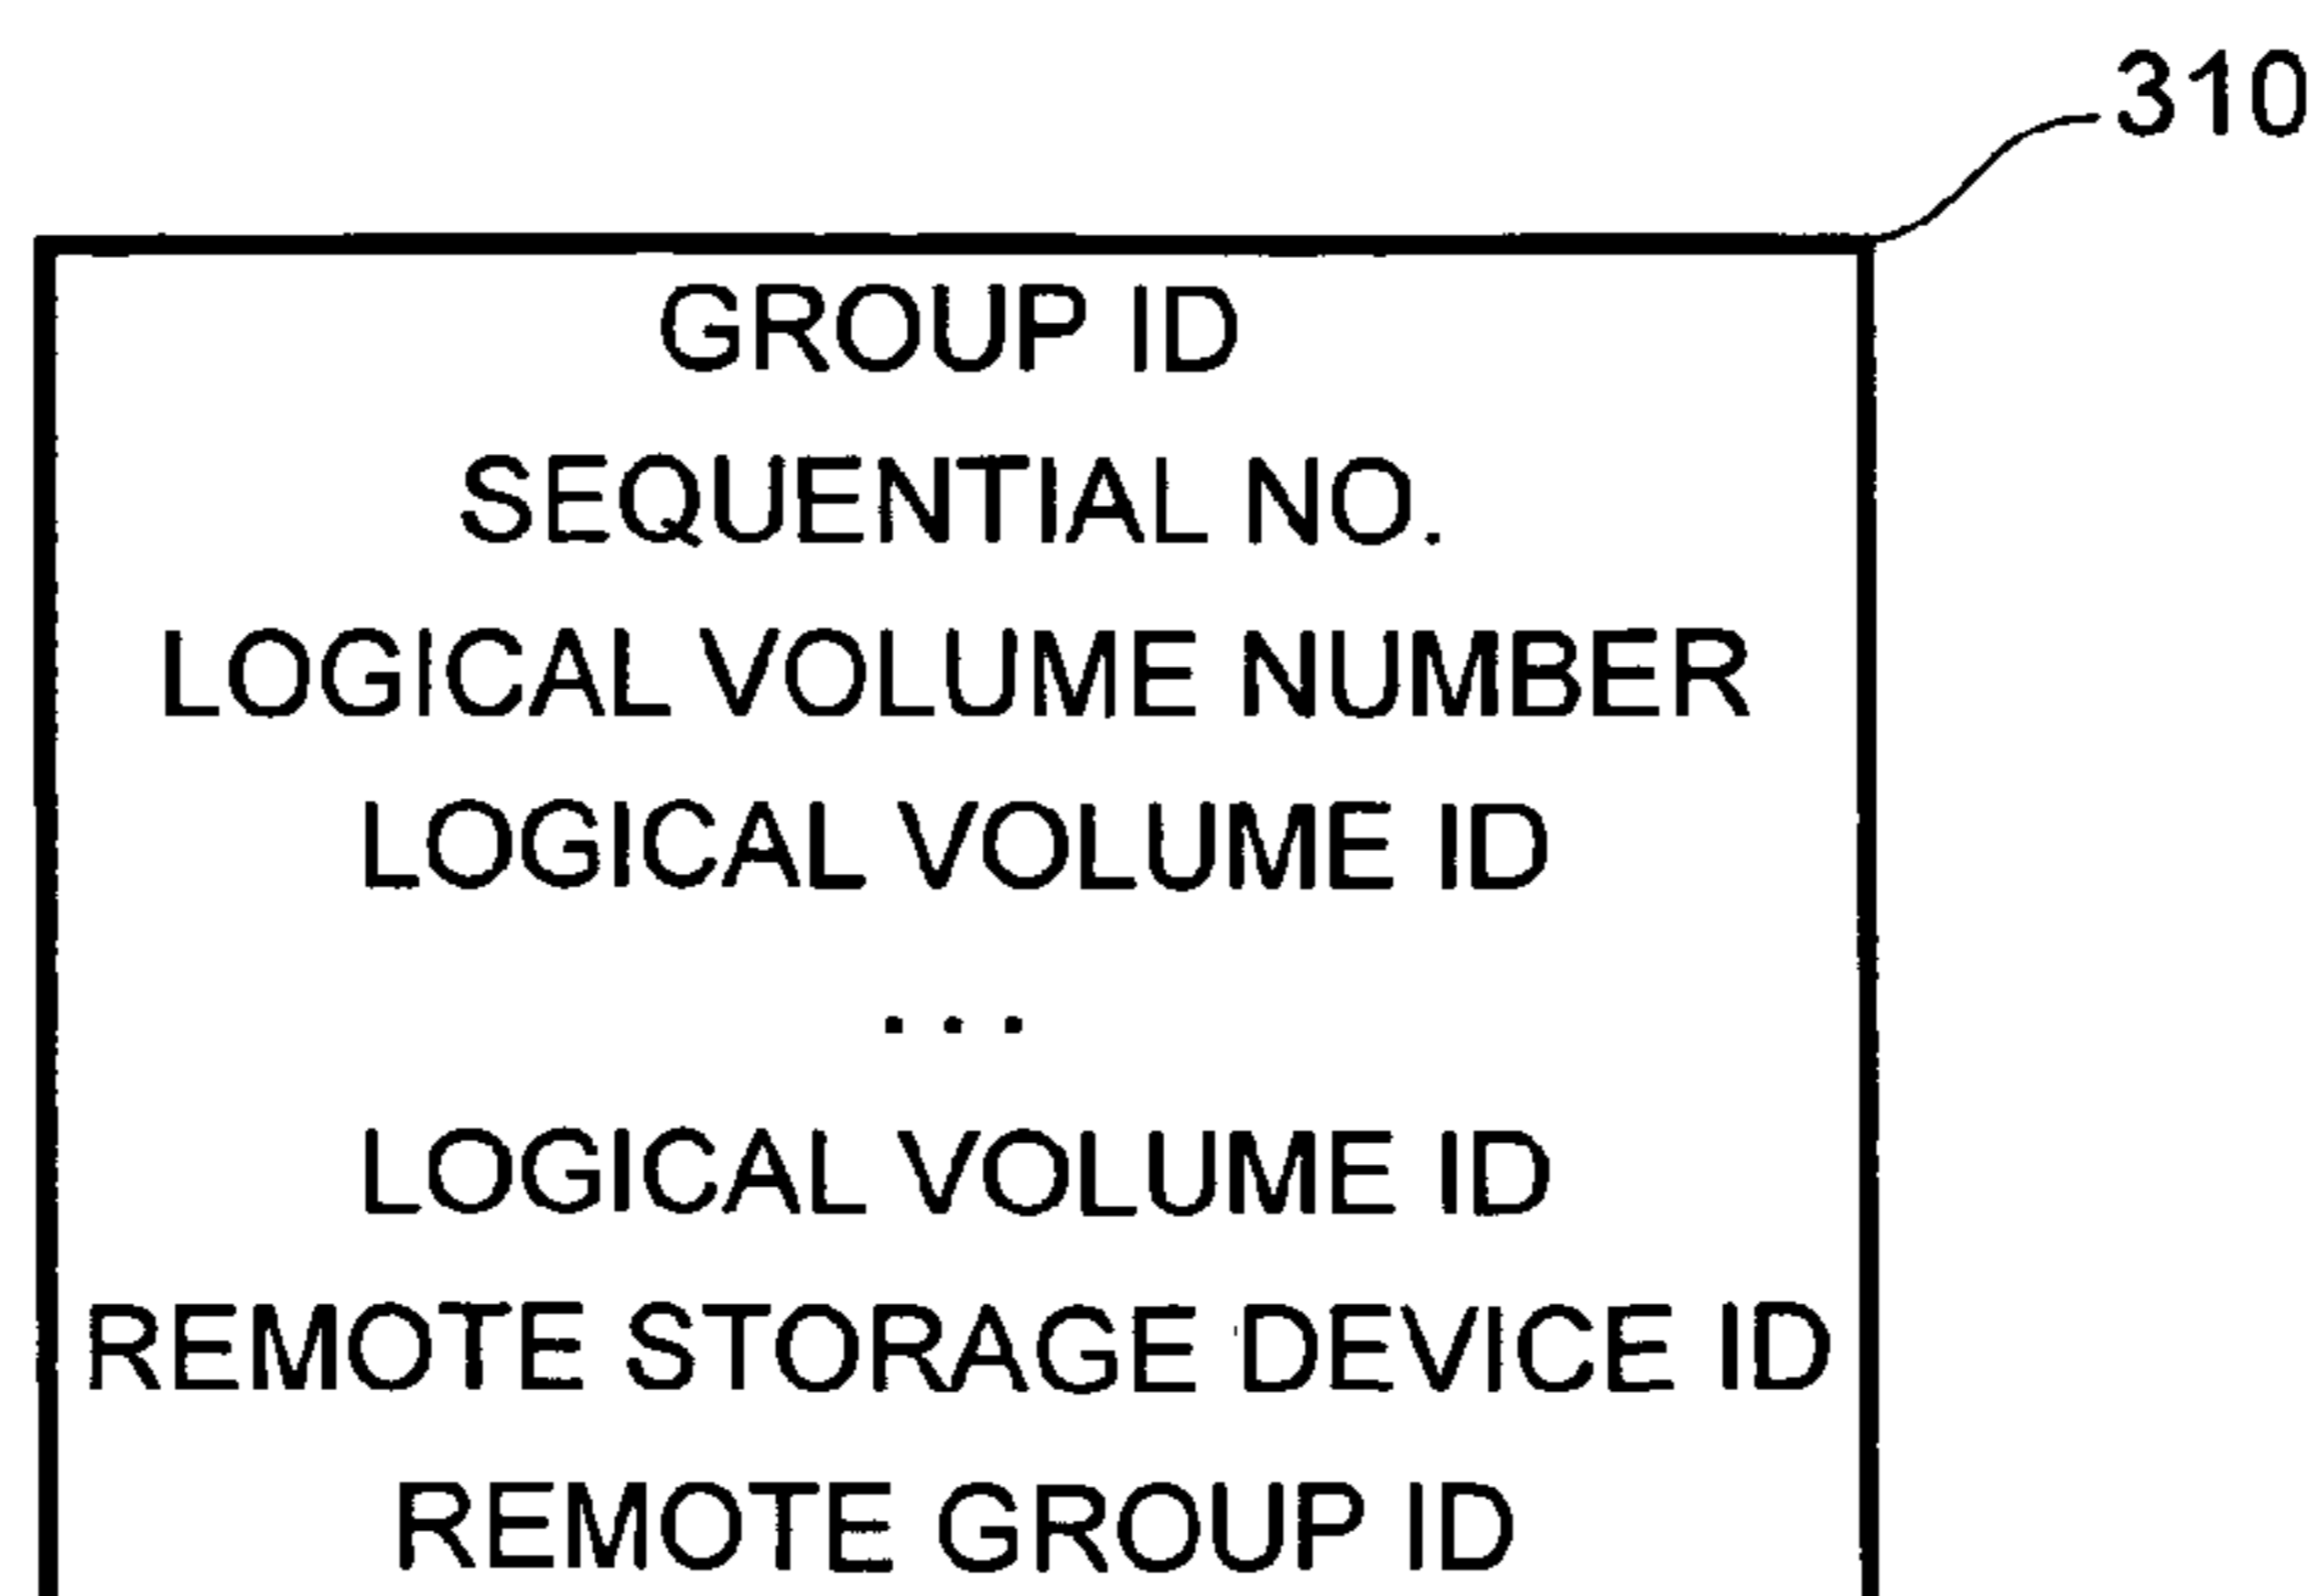 310
GROUP ID
SEQUENTIAL NO.
LOGICAL VOLUME NUMBER
LOGICAL VOLUME ID
...
LOGICAL VOLUME ID
REMOTE STORAGE DEVICE ID
REMOTE GROUP ID